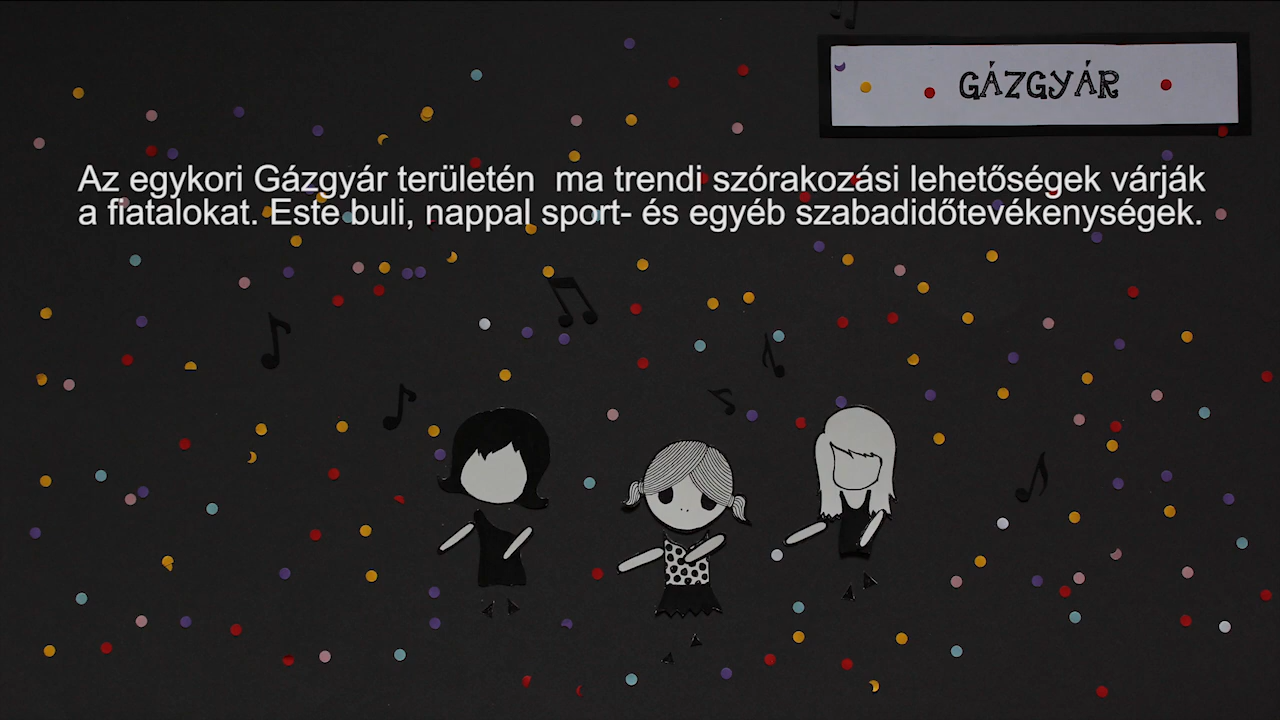 GÁZGYÁR
Az egykori Gázgyár területén  ma trendi szórakozási lehetőségek várják
a fiatalokat. Este buli, nappal sport- és egyéb szabadidőtevékenységek.